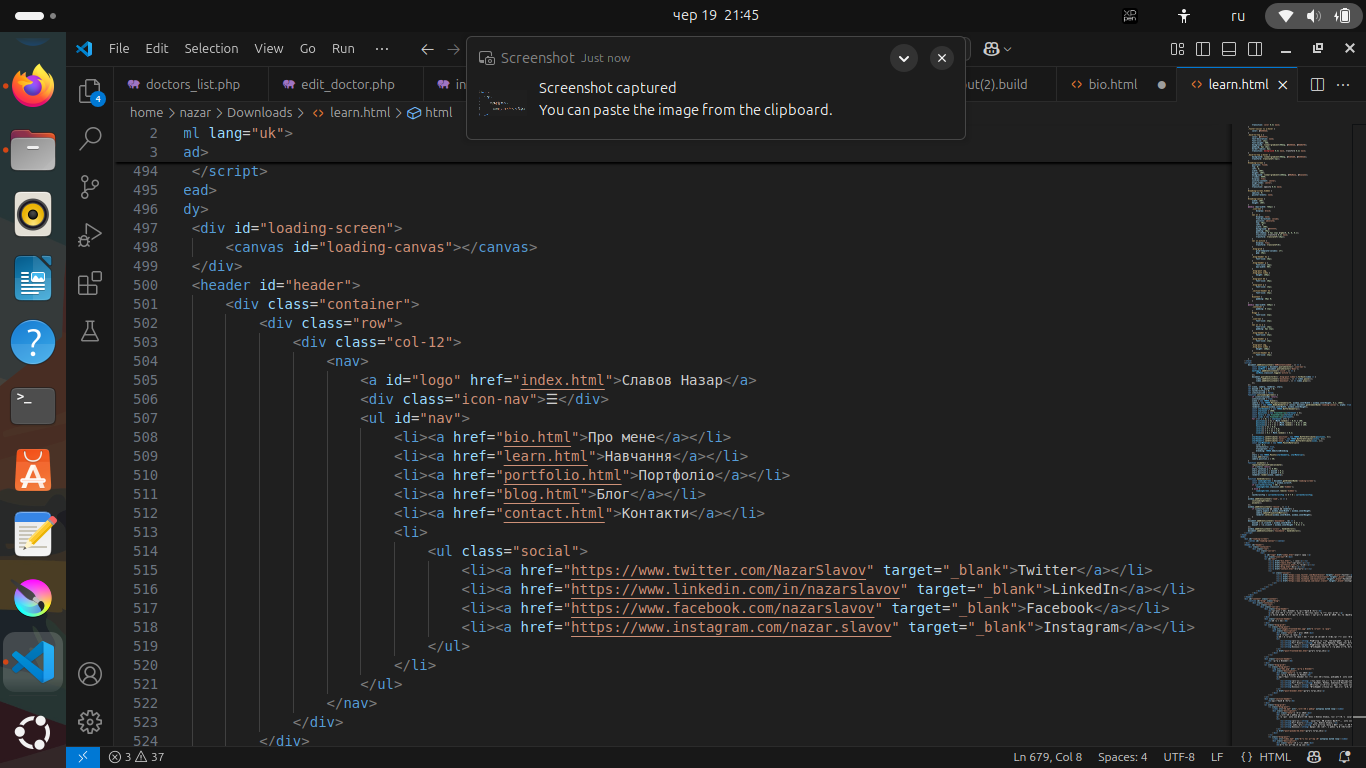 чер 19 21:45
XP
pen
ru
File Edit Selection View Go Run ···
Screenshot Just now
Screenshot captured
You can paste the image from the clipboard.
doctors_list.php
edit_doctor.php
in
out(2).build
bio.html
learn.html
home > nazar > Downloads > learn.html > html
2 ml lang="uk">
3 ad>
494 </script>
495 ead>
496 dy>
497 <div id="loading-screen">
498 <canvas id="loading-canvas"></canvas>
499 </div>
500 <header id="header">
501 <div class="container">
502 <div class="row">
503 <div class="col-12">
504 <nav>
505 <a id="logo" href="index.html">Славов Назар</a>
506 <div class="icon-nav">☰</div>
507 <ul id="nav">
508 <li><a href="bio.html">Про мене</a></li>
509 <li><a href="learn.html">Навчання</a></li>
510 <li><a href="portfolio.html">Портфоліо</a></li>
511 <li><a href="blog.html">Блог</a></li>
512 <li><a href="contact.html">Контакти</a></li>
513 <li>
514 <ul class="social">
515 <li><a href="https://www.twitter.com/NazarSlavov" target="_blank">Twitter</a></li>
516 <li><a href="https://www.linkedin.com/in/nazarslavov" target="_blank">LinkedIn</a></li>
517 <li><a href="https://www.facebook.com/nazarslavov" target="_blank">Facebook</a></li>
518 <li><a href="https://www.instagram.com/nazar.slavov" target="_blank">Instagram</a></li>
519 </ul>
520 </li>
521 </ul>
522 </nav>
523 </div>
524 </div>
4
3 37
Ln 679, Col 8 Spaces: 4 UTF-8 LF {} HTML